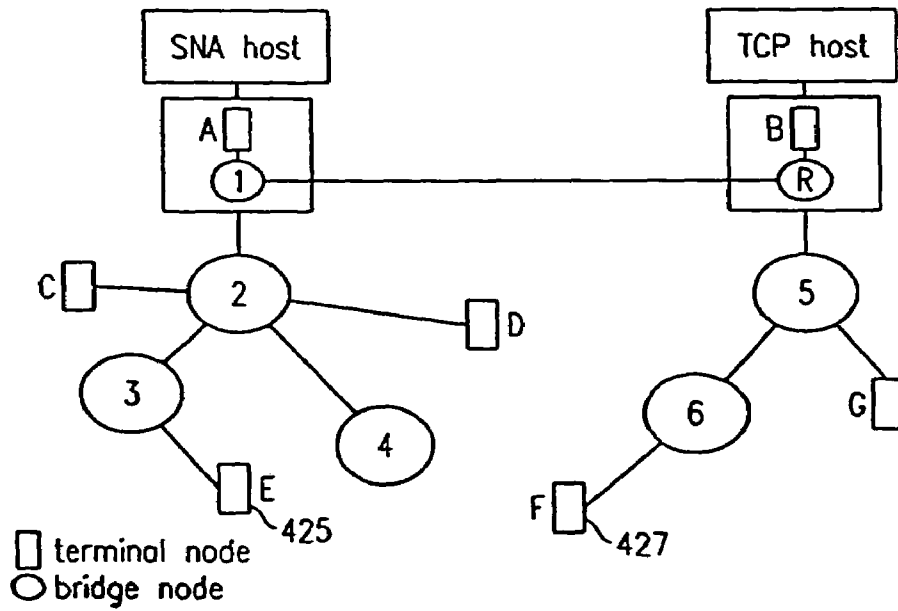 SNA host
TCP host
A
B
1
R
C
2
D
5
3
4
6
G
E
425
F
427
terminal node
bridge node